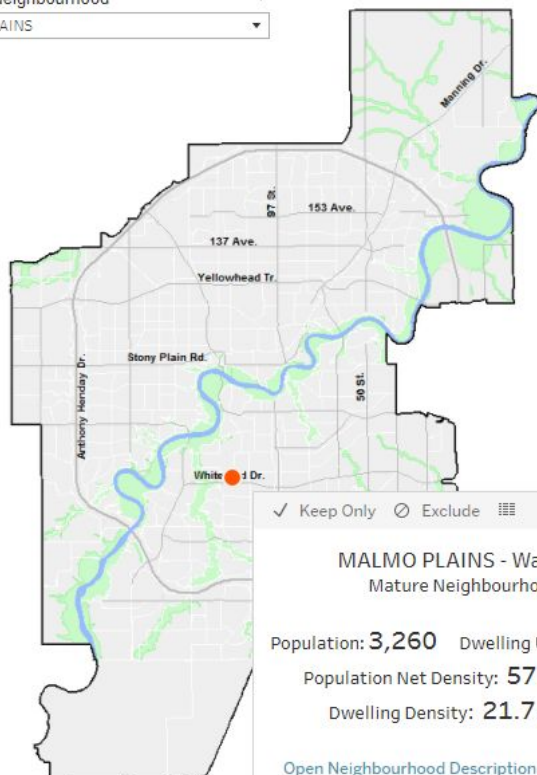 Neighbourhood
AINS
Manning Dr.
97 St.
153 Ave.
137 Ave.
Yellowhead Tr.
Stony Plain Rd.
Anthony Henday Dr.
50 St.
White d Dr.
Keep Only Exclude
MALMO PLAINS - Wa
Mature Neighbourho
Population: 3,260 Dwelling U
Population Net Density: 57
Dwelling Density: 21.7
Open Neighbourhood Description